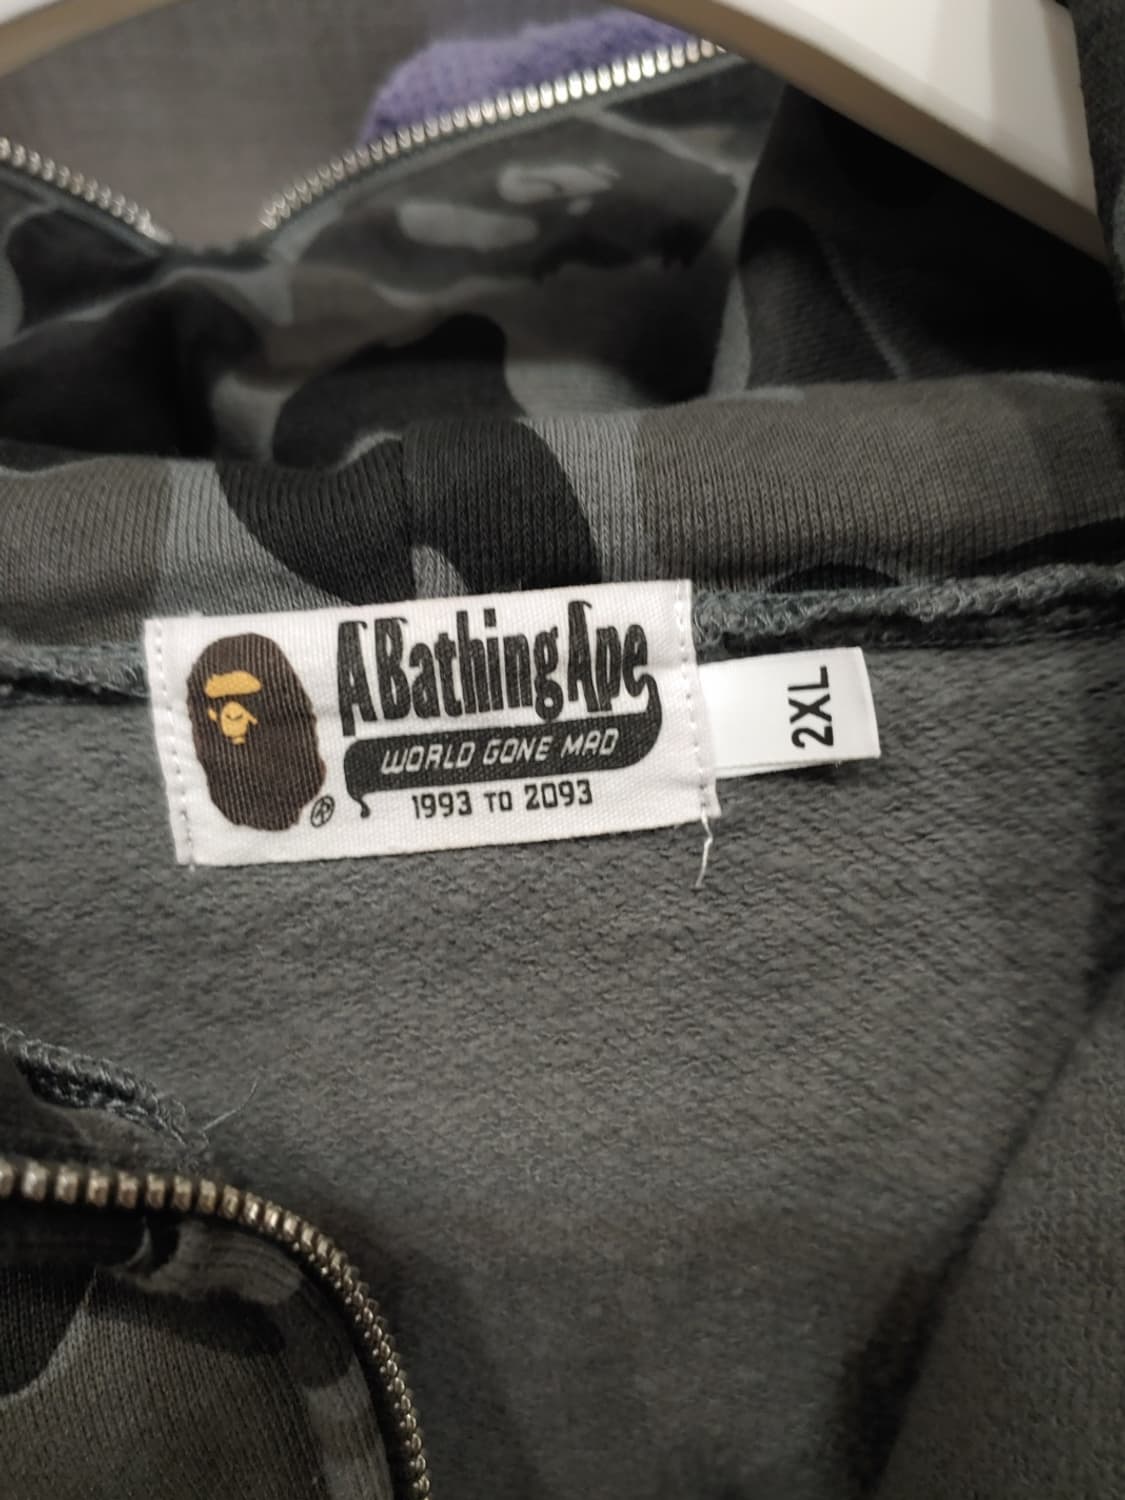 A Bathing Ape
WORLD GONE MAD
1993 TO 2093
®
2XL